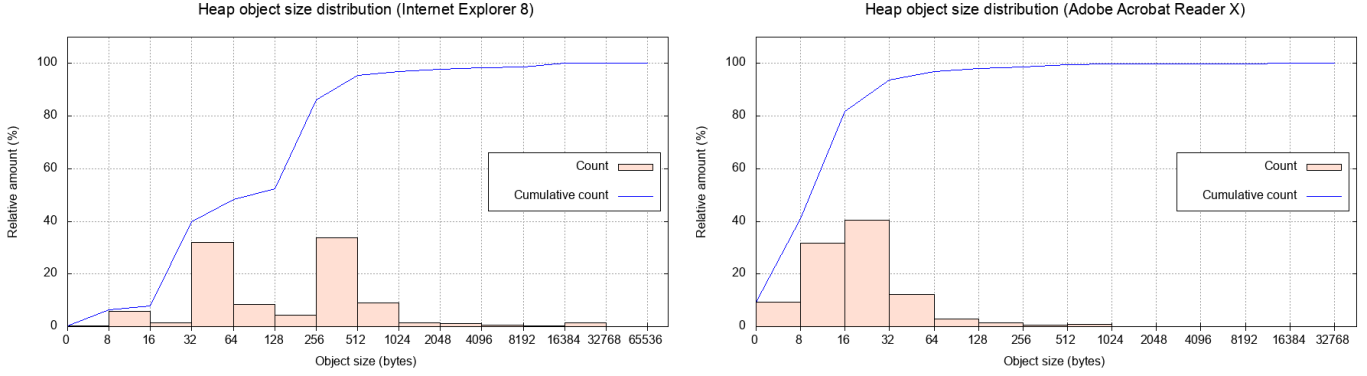 Heap object size distribution (Internet Explorer 8)
Relative amount (%)
100
80
60
40
20
0
Count
Cumulative count
0 8 16 32 64 128 256 512 1024 2048 4096 8192 16384 32768 65536
Object size (bytes)
Heap object size distribution (Adobe Acrobat Reader X)
Relative amount (%)
100
80
60
40
20
0
Count
Cumulative count
0 8 16 32 64 128 256 512 1024 2048 4096 8192 16384 32768
Object size (bytes)